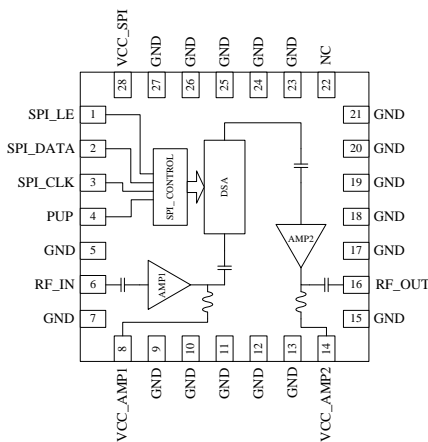 VCC_SPI
GND
GND
GND
GND
GND
NC
28
27
26
25
24
23
22
SPI_LE
1
SPI_DATA
2
SPI_CLK
3
PUP
4
GND
5
RF_IN
6
GND
7
SPI_CONTROL
DSA
AMP1
AMP2
21 GND
20 GND
19 GND
18 GND
17 GND
16 RF_OUT
15 GND
8
9
10
11
12
13
14
VCC_AMP1
GND
GND
GND
GND
GND
VCC_AMP2